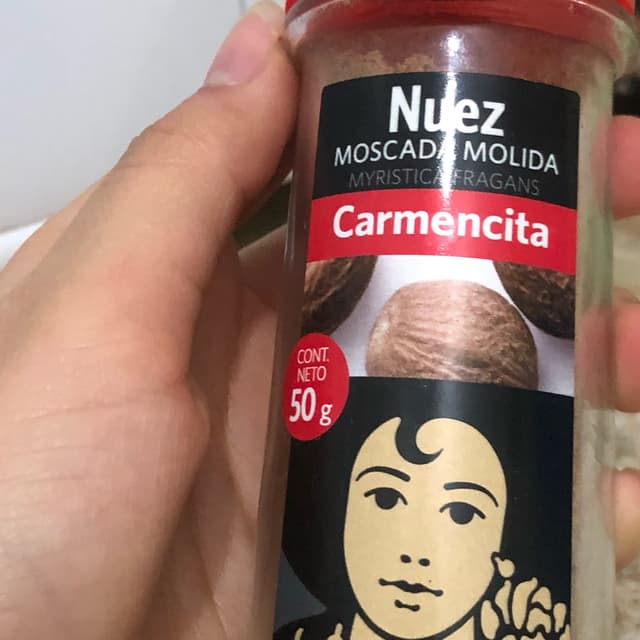 Nuez
MOSCADA MOLIDA
MYRISTICA FRAGANS
Carmencita
CONT.
NETO
50 g